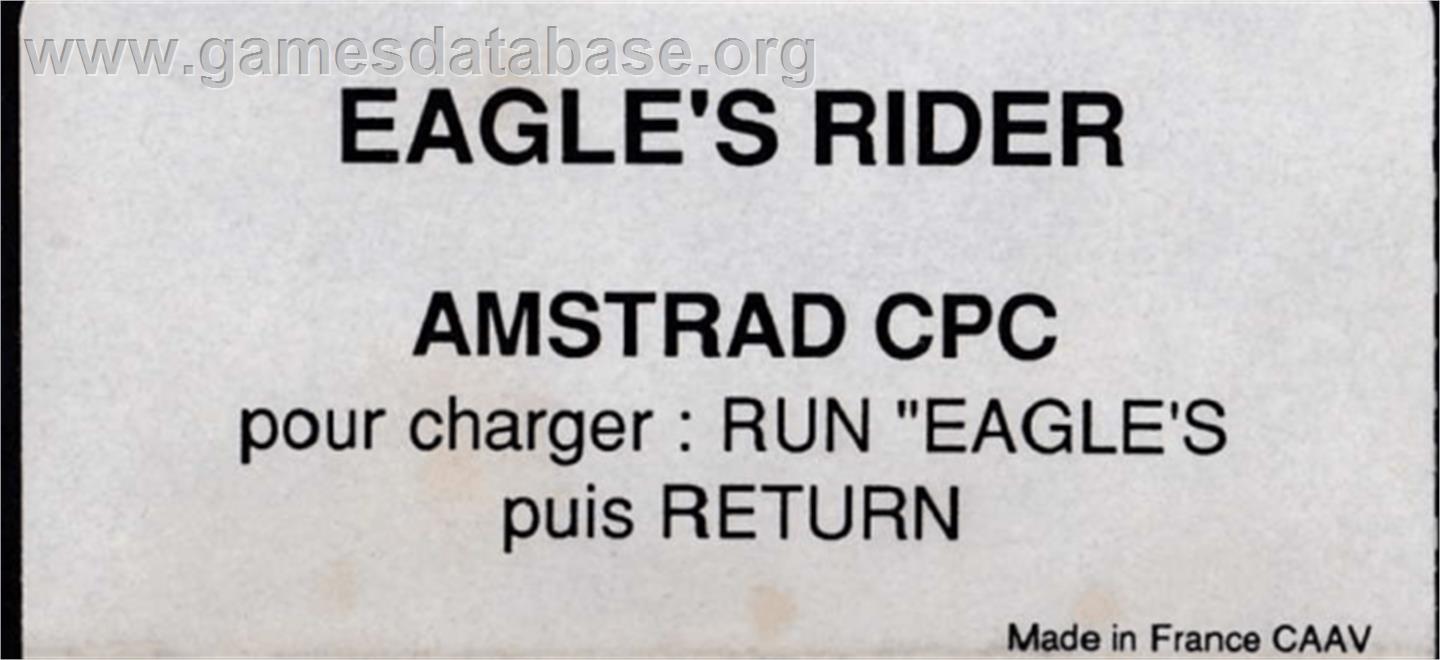 www.gamesdatabase.org
EAGLE'S RIDER
AMSTRAD CPC
pour charger : RUN "EAGLE'S
puis RETURN
Made in France CAAV